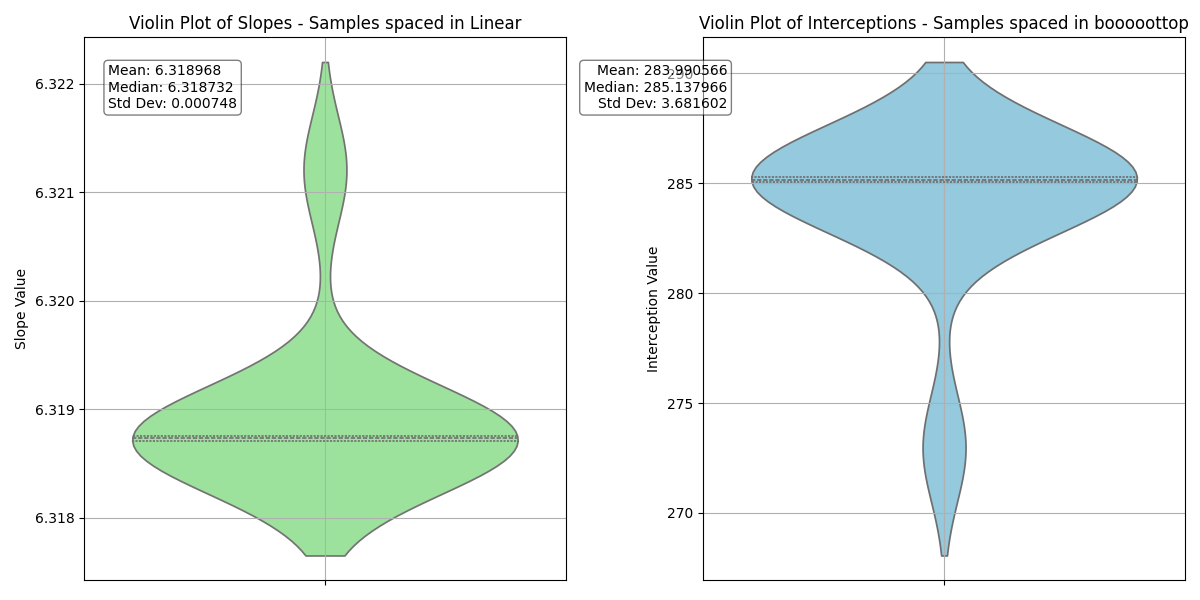 Violin Plot of Slopes - Samples spaced in Linear
6.322
6.321
6.320
6.319
6.318
Slope Value
Mean: 6.318968
Median: 6.318732
Std Dev: 0.000748
Violin Plot of Interceptions - Samples spaced in booooottop
290
285
280
275
270
Interception Value
Mean: 283.990566
Median: 285.137966
Std Dev: 3.681602